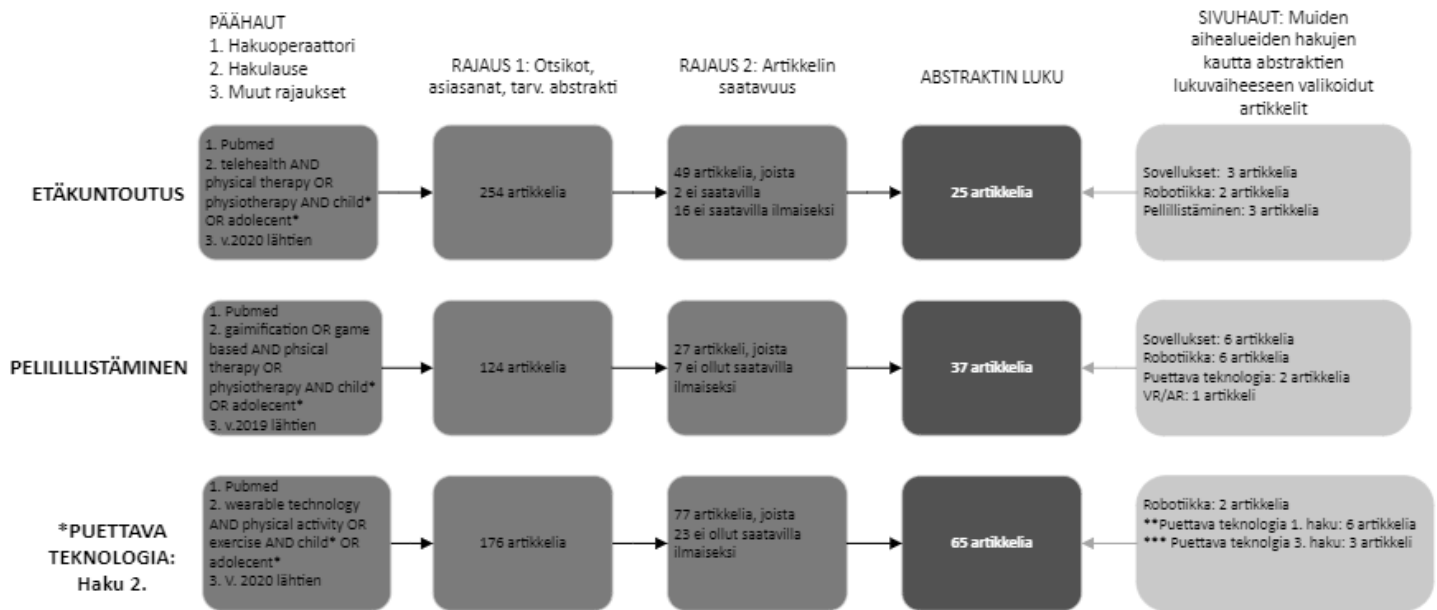 PÄÄHAUT
1. Hakuoperaattori
2. Hakulause
3. Muut rajaukset
RAJAUS 1: Otsikot,
asiasanat, tarv. abstrakti
RAJAUS 2: Artikkelin
saatavuus
ABSTRAKTIN LUKU
SIVUHAUT: Muiden
aihealueiden hakujen
kautta abstraktien
lukuvaiheeseen valikoidut
artikkelit
ETÄKUNTOUTUS
1. Pubmed
2. telehealth AND
physical therapy OR
physiotherapy AND child*
OR adolecent*
3. v.2020 lähtien
254 artikkelia
49 artikkelia, joista
2 ei saatavilla
16 ei saatavilla ilmaiseksi
25 artikkelia
Sovellukset: 3 artikkelia
Robotiikka: 2 artikkelia
Pelillistäminen: 3 artikkelia
PELILILLISTÄMINEN
1. Pubmed
2. gaimification OR game
based AND phsical
therapy OR
physiotherapy AND child*
OR adolecent*
3. v.2019 lähtien
124 artikkelia
27 artikkeli, joista
7 ei ollut saatavilla
ilmaiseksi
37 artikkelia
Sovellukset: 6 artikkelia
Robotiikka: 6 artikkelia
Puettava teknologia: 2 artikkelia
VR/AR: 1 artikkeli
*PUETTAVA
TEKNOLOGIA:
Haku 2.
1. Pubmed
2. wearable technology
AND physical activity OR
exercise AND child* OR
adolecent*
3. V. 2020 lähtien
176 artikkelia
77 artikkelia, joista
23 ei ollut saatavilla
ilmaiseksi
65 artikkelia
Robotiikka: 2 artikkelia
**Puettava teknologia 1. haku: 6 artikkelia
*** Puettava teknolgia 3. haku: 3 artikkeli